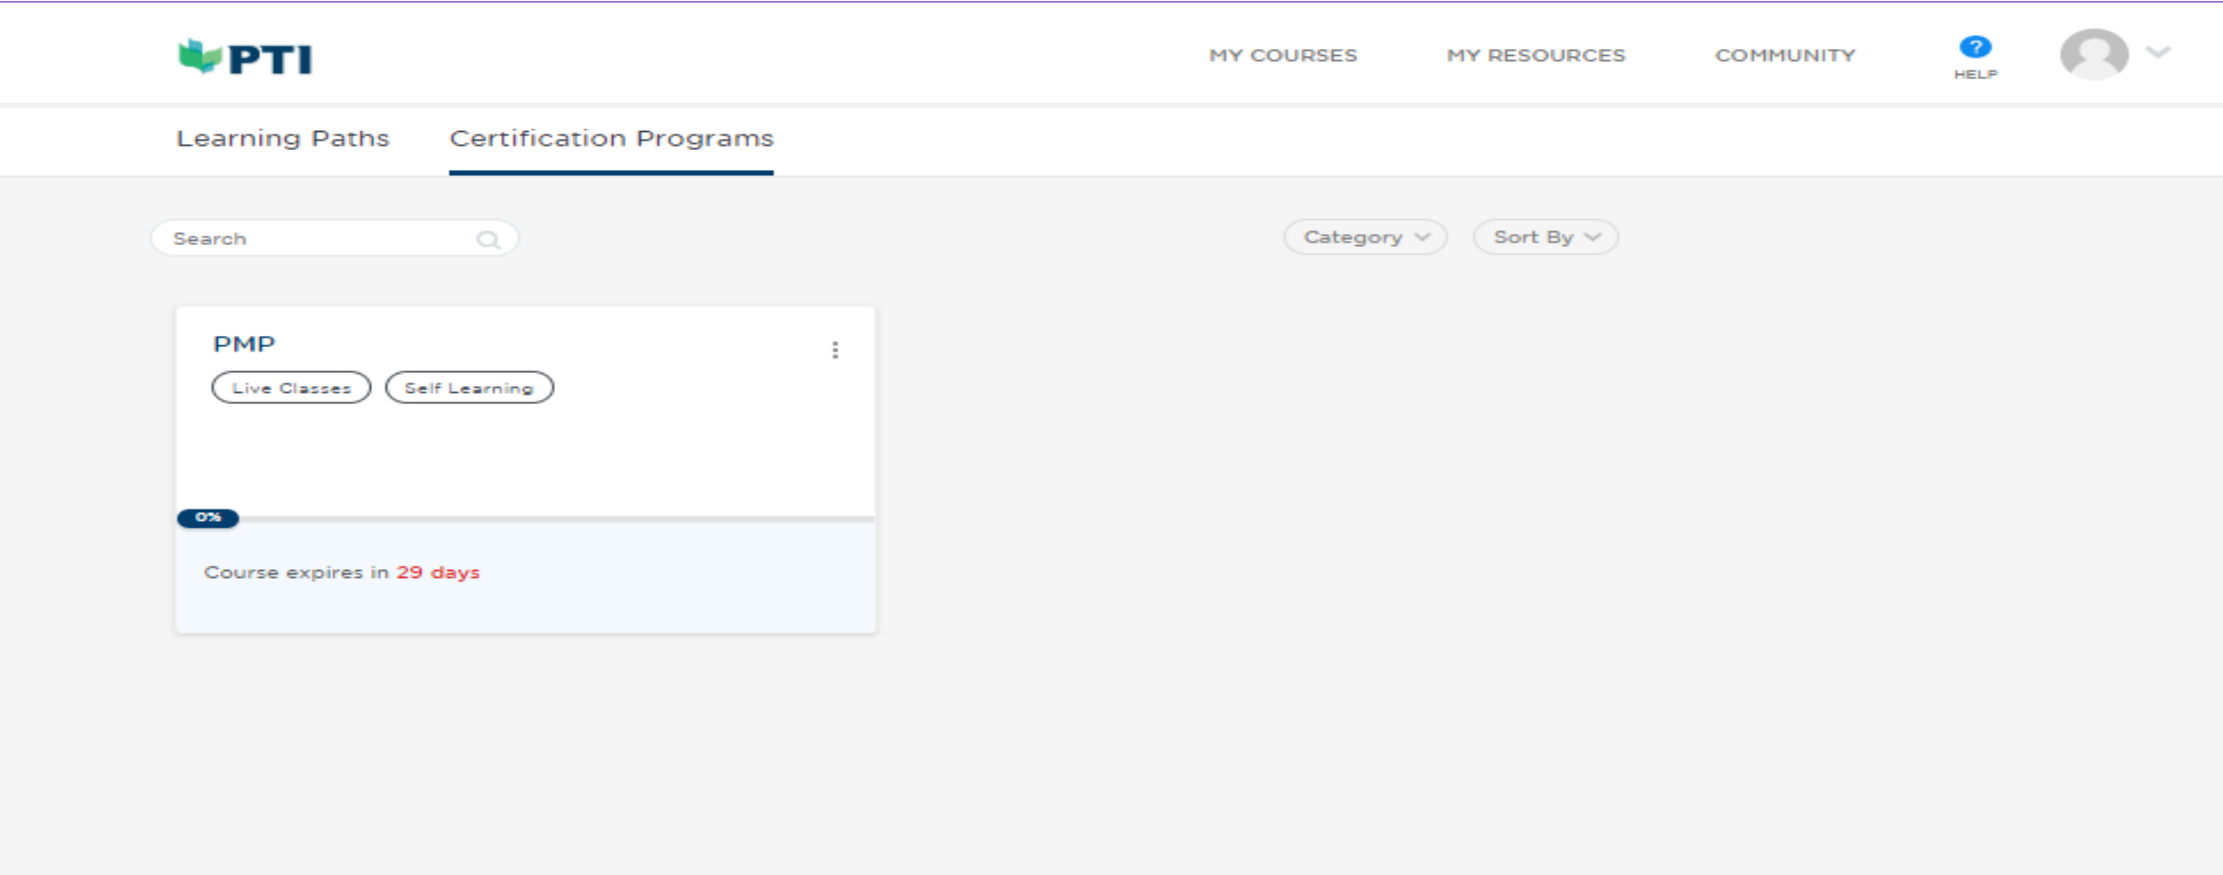 PTI
MY COURSES
MY RESOURCES
COMMUNITY
?
HELP
Learning Paths
Certification Programs
Search
Category
Sort By
PMP
Live Classes
Self Learning
0%
Course expires in 29 days